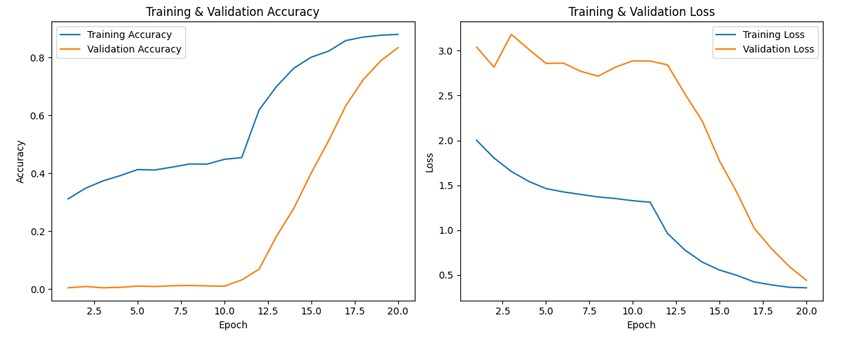 Training & Validation Accuracy
Training Accuracy
Validation Accuracy
Accuracy
0.8
0.6
0.4
0.2
0.0
2.5 5.0 7.5 10.0 12.5 15.0 17.5 20.0
Epoch
Training & Validation Loss
Training Loss
Validation Loss
Loss
3.0
2.5
2.0
1.5
1.0
0.5
2.5 5.0 7.5 10.0 12.5 15.0 17.5 20.0
Epoch